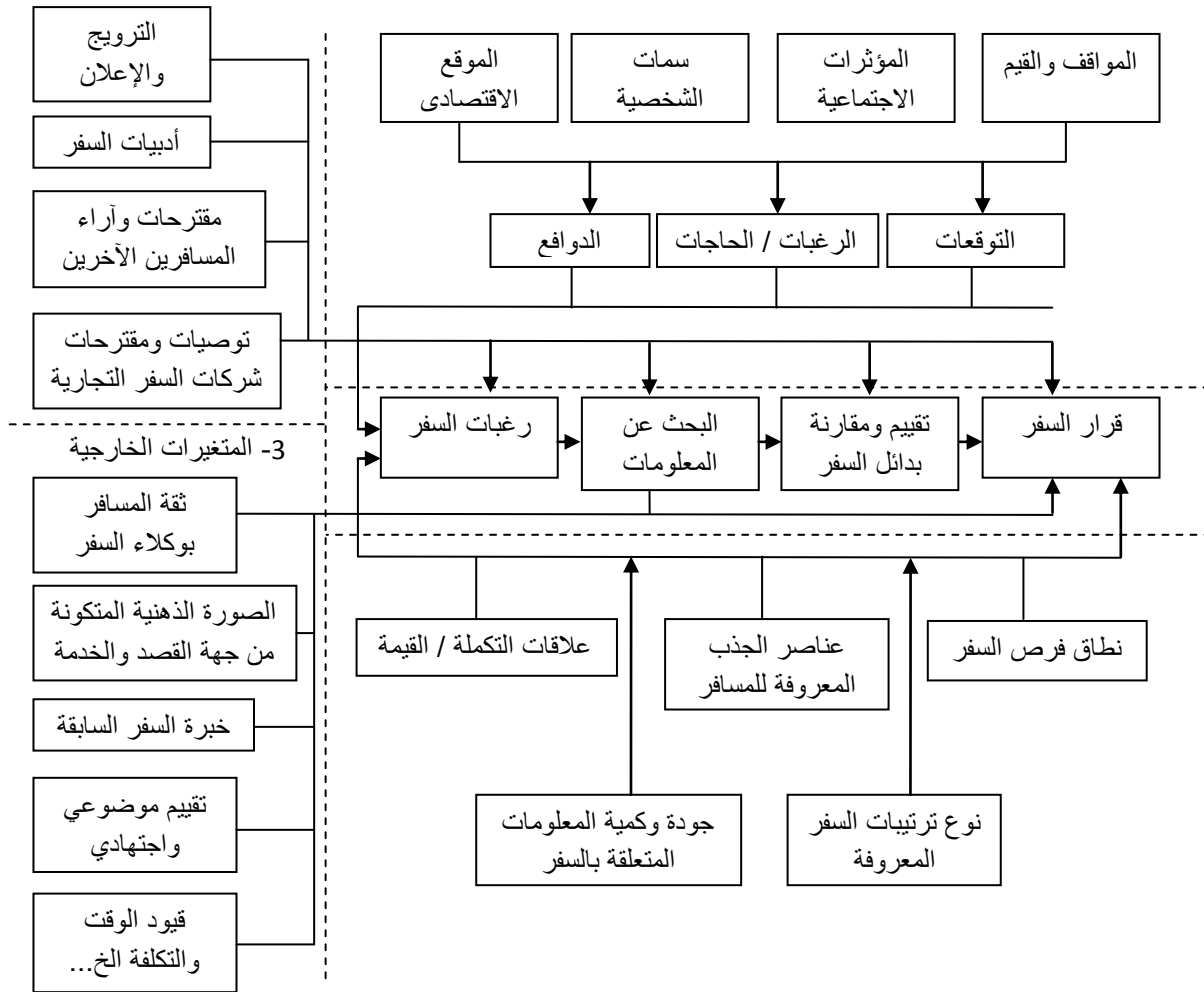 الترويج
والإعلان
أدبيات السفر
مقترحات وآراء
المسافرين الآخرين
توصيات ومقترحات
شركات السفر التجارية
المواقف والقيم
المؤثرات
الاجتماعية
سمات
الشخصية
الموقع
الاقتصادى
التوقعات
الرغبات / الحاجات
الدوافع
رغبات السفر
البحث عن
المعلومات
تقييم ومقارنة
بدائل السفر
قرار السفر
3- المتغيرات الخارجية
ثقة المسافر
بوكلاء السفر
الصورة الذهنية المتكونة
من جهة القصد والخدمة
خبرة السفر السابقة
تقييم موضوعي
واجتهادي
قيود الوقت
والتكلفة الخ...
نطاق فرص السفر
عناصر الجذب
المعروفة للمسافر
علاقات التكملة / القيمة
نوع ترتيبات السفر
المعروفة
جودة وكمية المعلومات
المتعلقة بالسفر